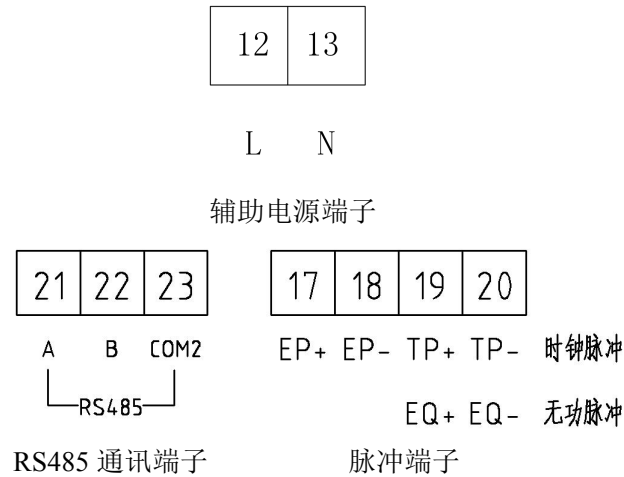 12 13
L N
辅助电源端子
21 22 23 17 18 19 20
A B COM2 EP+ EP- TP+ TP- 时钟脉冲
RS485 EQ+ EQ- 无功脉冲
RS485 通讯端子 脉冲端子